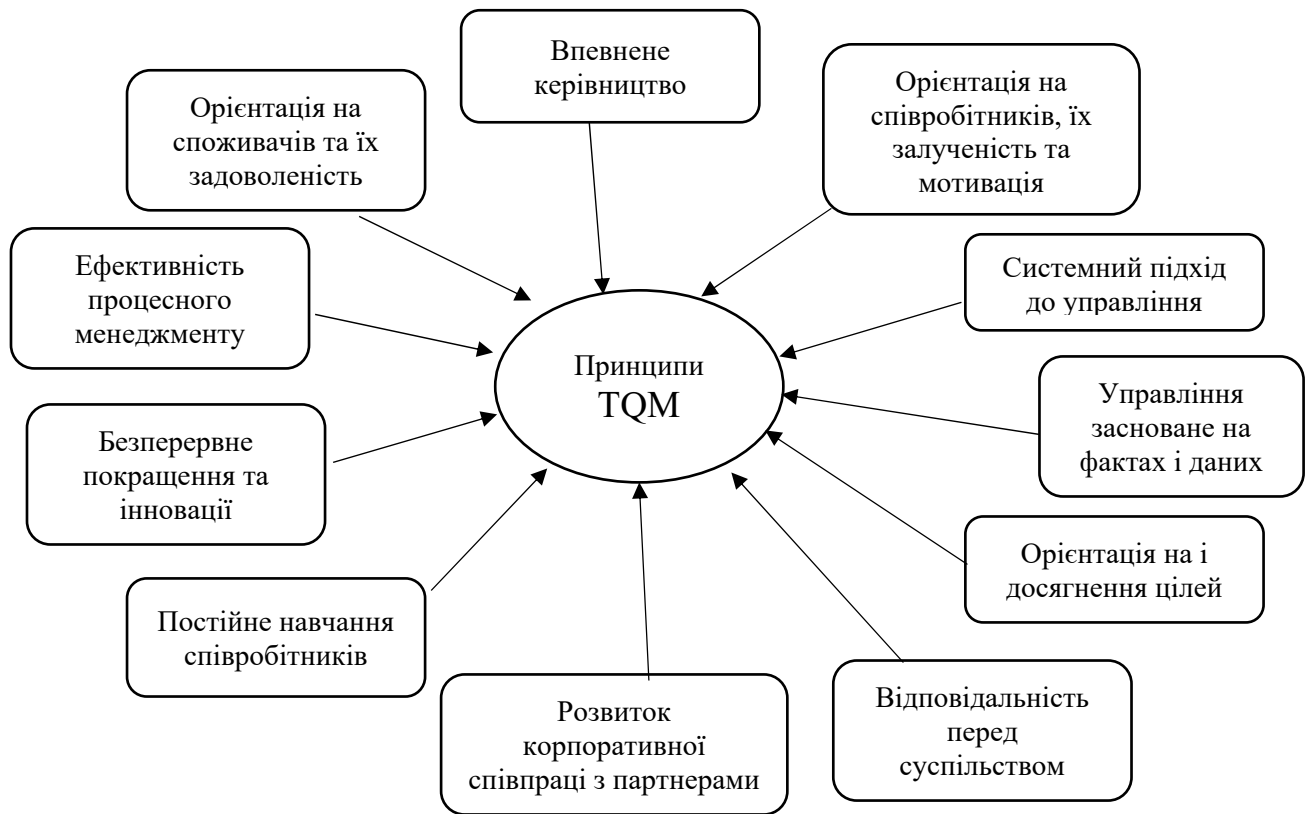 Впевнене
керівництво
Орієнтація на
споживачів та їх
задоволеність
Орієнтація на
співробітників, їх
залученість та
мотивація
Ефективність
процесного
менеджменту
Системний підхід
до управління
Принципи
TQM
Управління
засноване на
фактах і даних
Безперервне
покращення та
інновації
Орієнтація на і
досягнення цілей
Постійне навчання
співробітників
Розвиток
корпоративної
співпраці з партнерами
Відповідальність
перед
суспільством